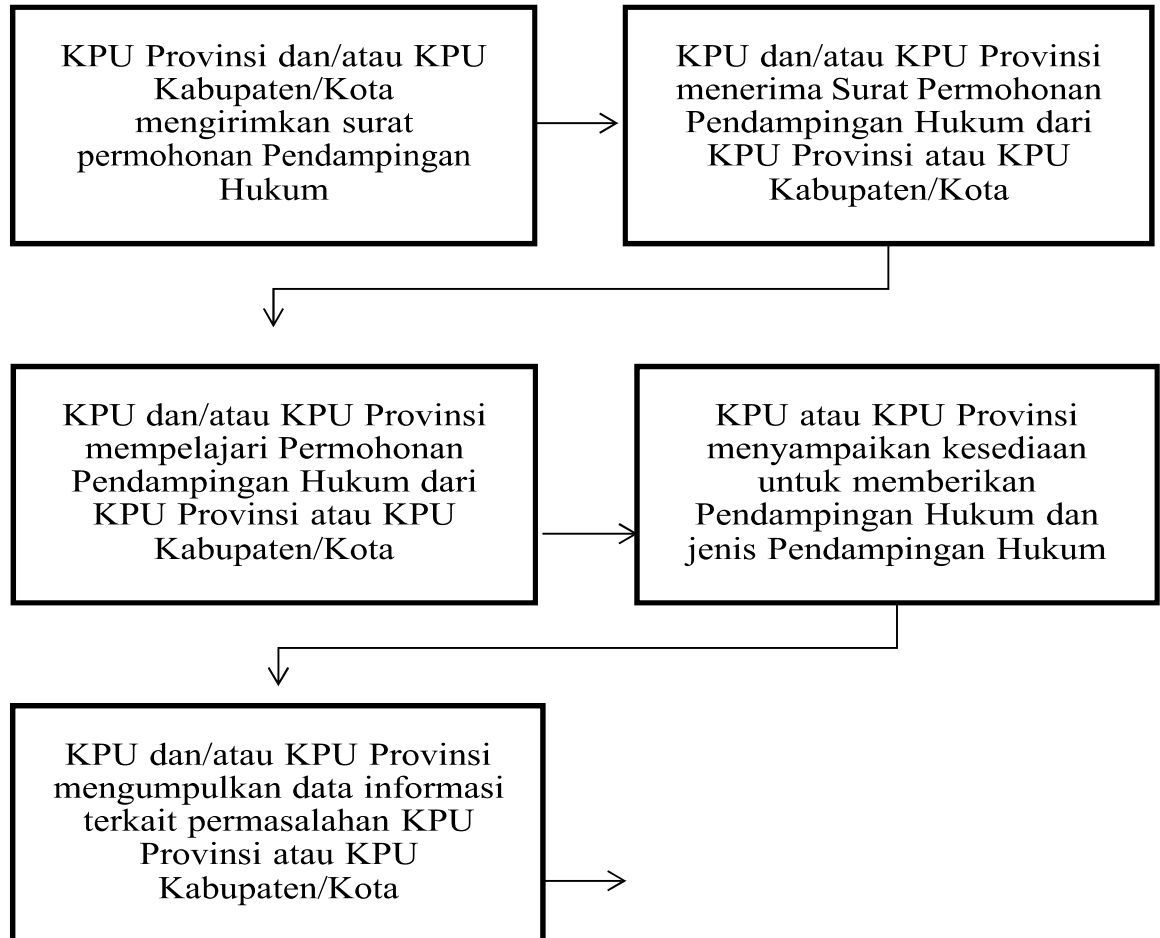 KPU Provinsi dan/atau KPU
Kabupaten/Kota
mengirimkan surat
permohonan Pendampingan
Hukum
KPU dan/atau KPU Provinsi
menerima Surat Permohonan
Pendampingan Hukum dari
KPU Provinsi atau KPU
Kabupaten/Kota
KPU dan/atau KPU Provinsi
mempelajari Permohonan
Pendampingan Hukum dari
KPU Provinsi atau KPU
Kabupaten/Kota
KPU atau KPU Provinsi
menyampaikan kesediaan
untuk memberikan
Pendampingan Hukum dan
jenis Pendampingan Hukum
KPU dan/atau KPU Provinsi
mengumpulkan data informasi
terkait permasalahan KPU
Provinsi atau KPU
Kabupaten/Kota